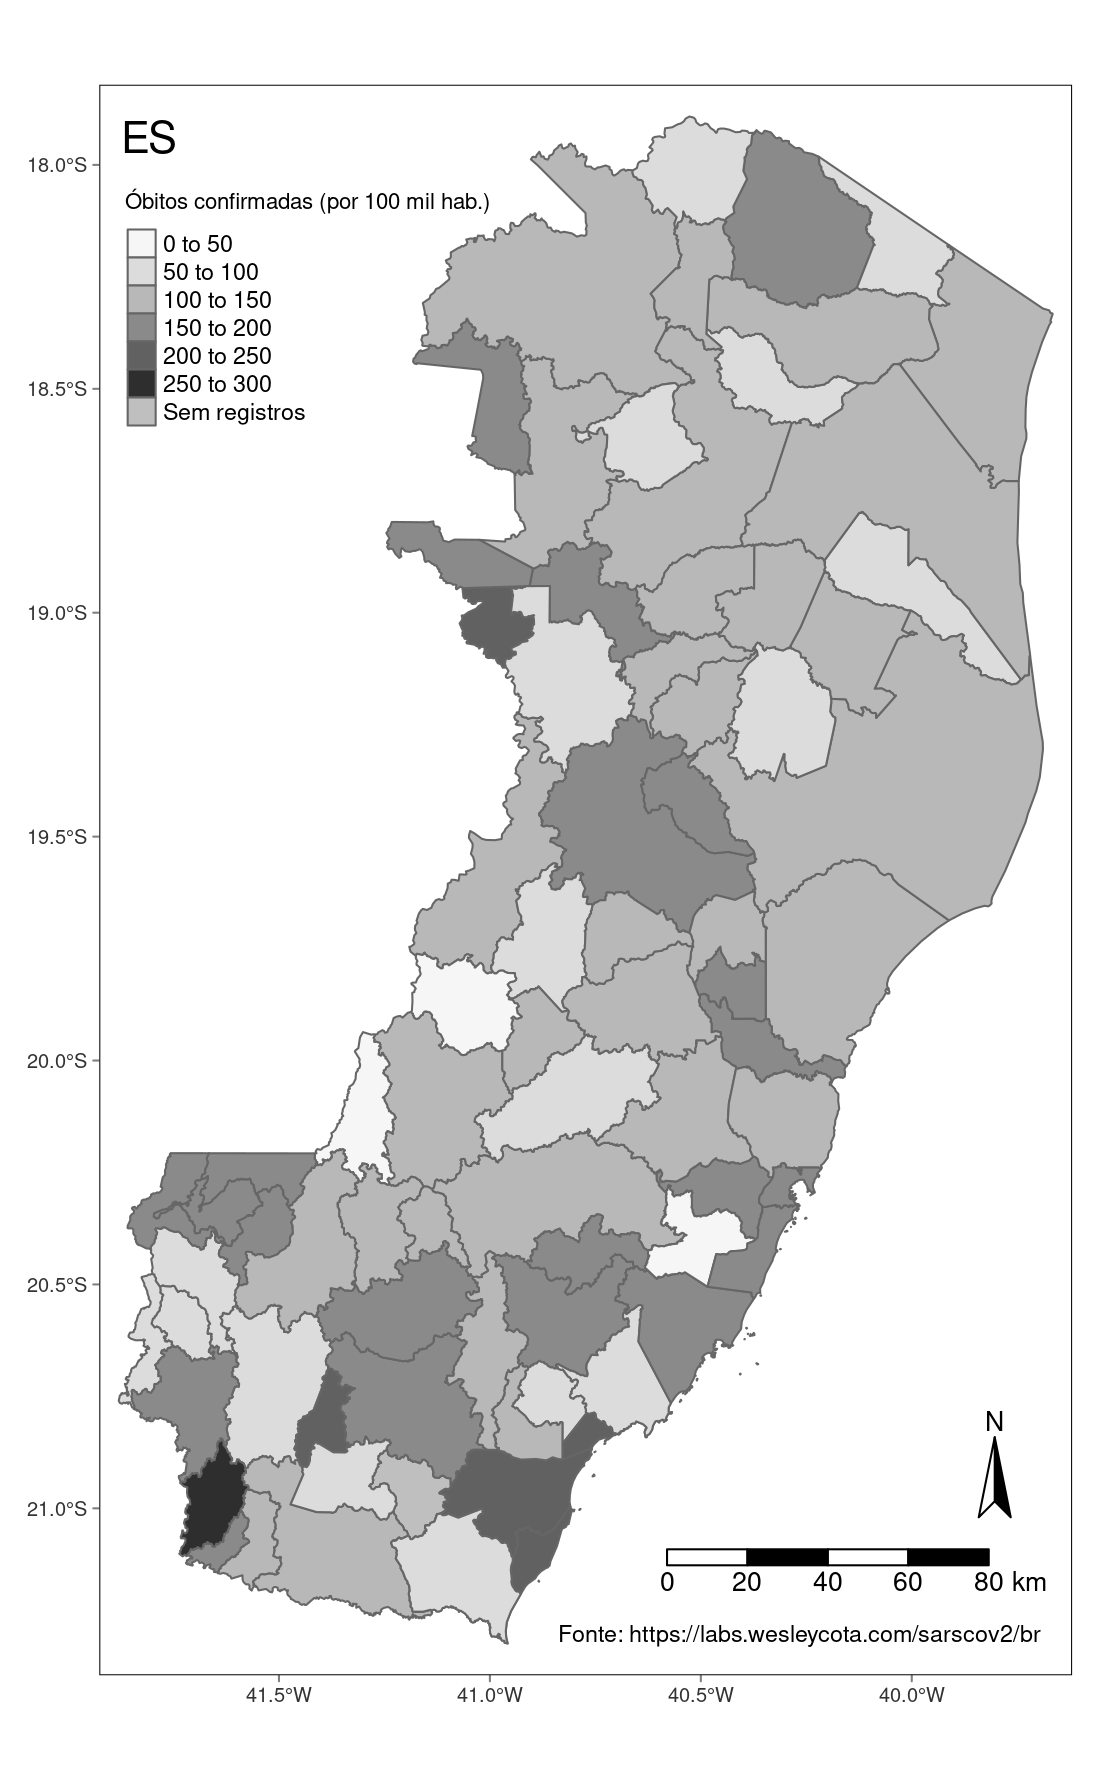 ES
Óbitos confirmadas (por 100 mil hab.)
0 to 50
50 to 100
100 to 150
150 to 200
200 to 250
250 to 300
Sem registros
18.0°S
18.5°S
19.0°S
19.5°S
20.0°S
20.5°S
21.0°S
N
0 20 40 60 80 km
Fonte: https://labs.wesleycota.com/sarscov2/br
41.5°W 41.0°W 40.5°W 40.0°W